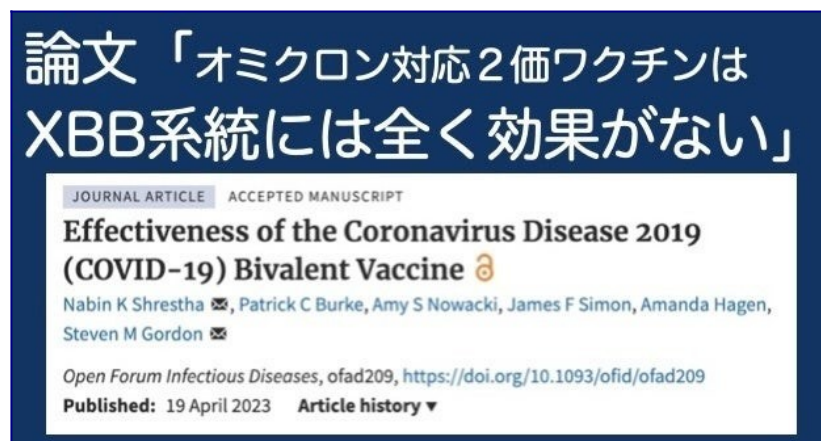 論文「オミクロン対応２価ワクチンは
XBB系統には全く効果がない」
JOURNAL ARTICLE ACCEPTED MANUSCRIPT
Effectiveness of the Coronavirus Disease 2019
(COVID-19) Bivalent Vaccine
Nabin K Shrestha, Patrick C Burke, Amy S Nowacki, James F Simon, Amanda Hagen,
Steven M Gordon
Open Forum Infectious Diseases, ofad209, https://doi.org/10.1093/ofid/ofad209
Published: 19 April 2023 Article history ▼